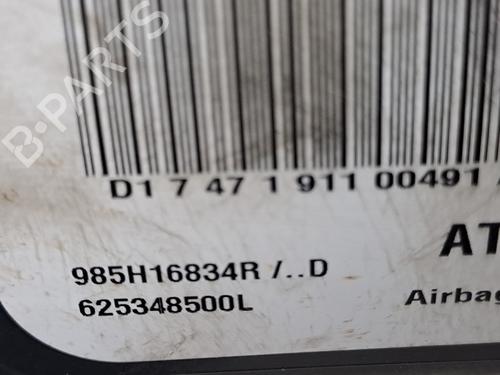 B-PARTS
D1 7 47 1 911 00491
AT
985H16834R /..D
625348500L
Airbag